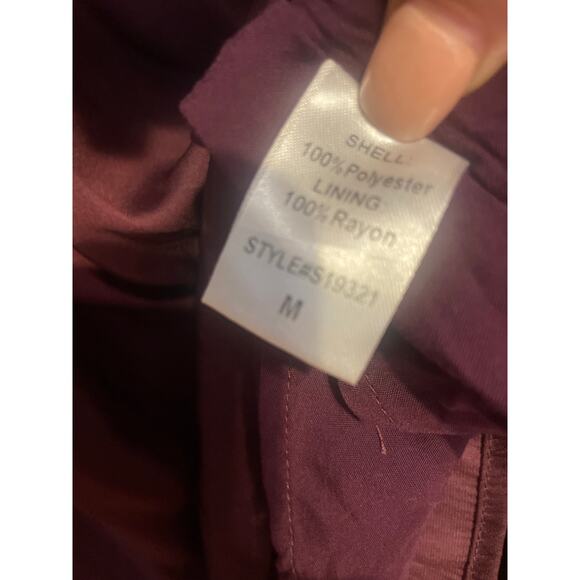 SHELL:
100%Polyester
LINING
100%Rayon
STYLE#S19321
M